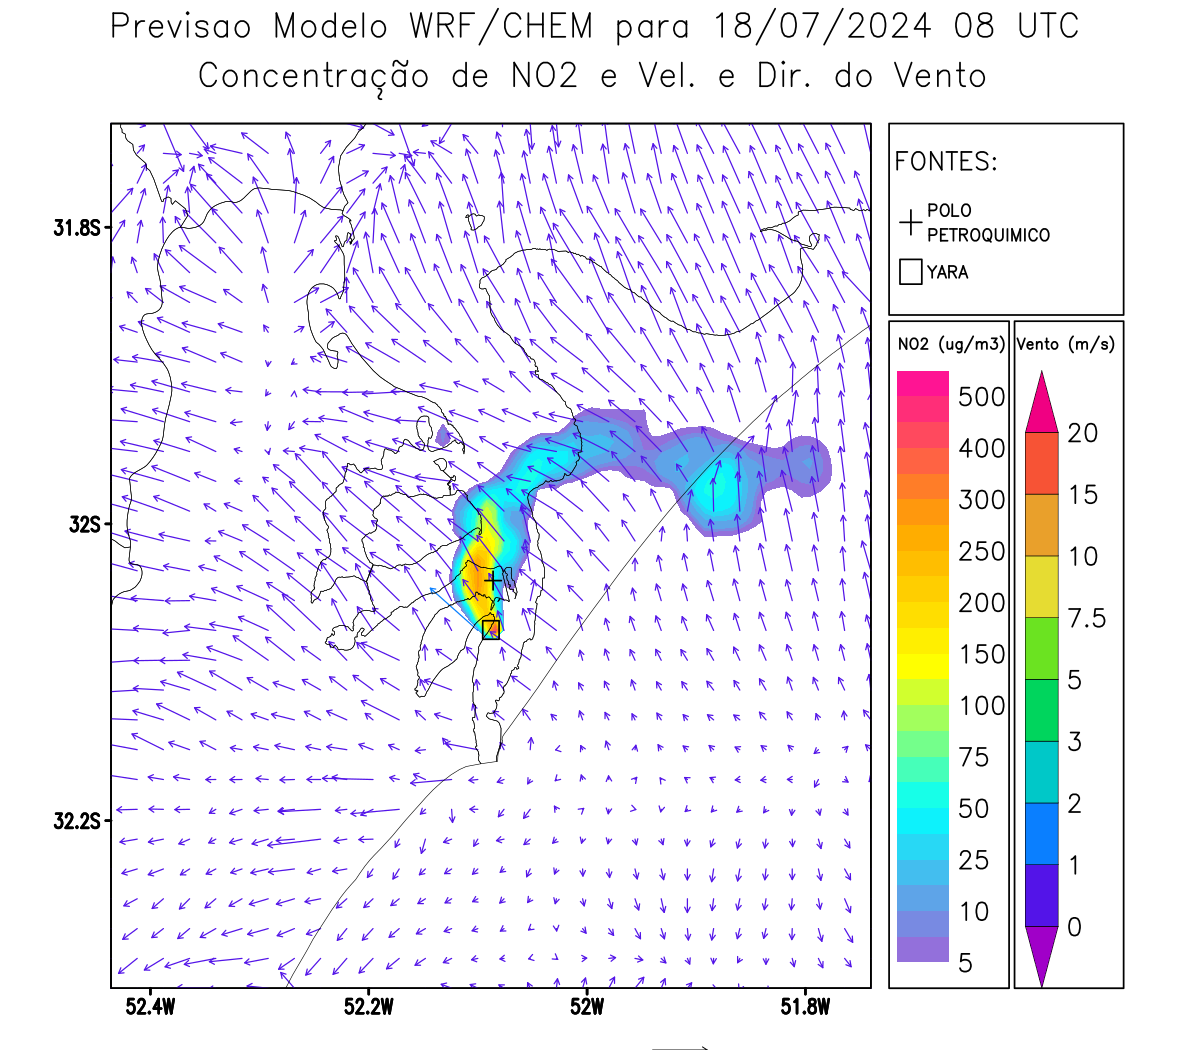 Previsao Modelo WRF/CHEM para 18/07/2024 08 UTC
Concentração de NO2 e Vel. e Dir. do Vento
FONTES:
POLO
PETROQUIMICO
YARA
31.8S
32S
32.2S
52.4W
52.2W
52W
51.8W
NO2 (ug/m3)
500
400
300
250
200
150
100
75
50
25
10
5
Vento (m/s)
20
15
10
7.5
5
3
2
1
0